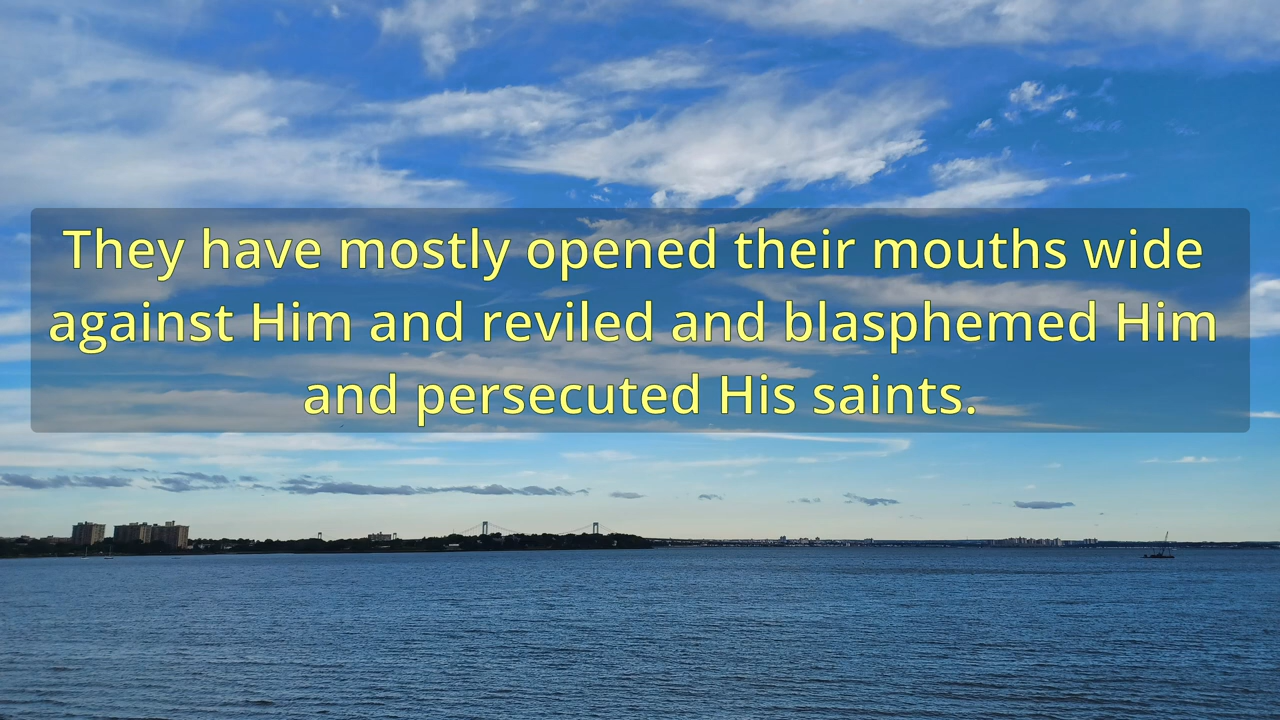 They have mostly opened their mouths wide
against Him and reviled and blasphemed Him
and persecuted His saints.